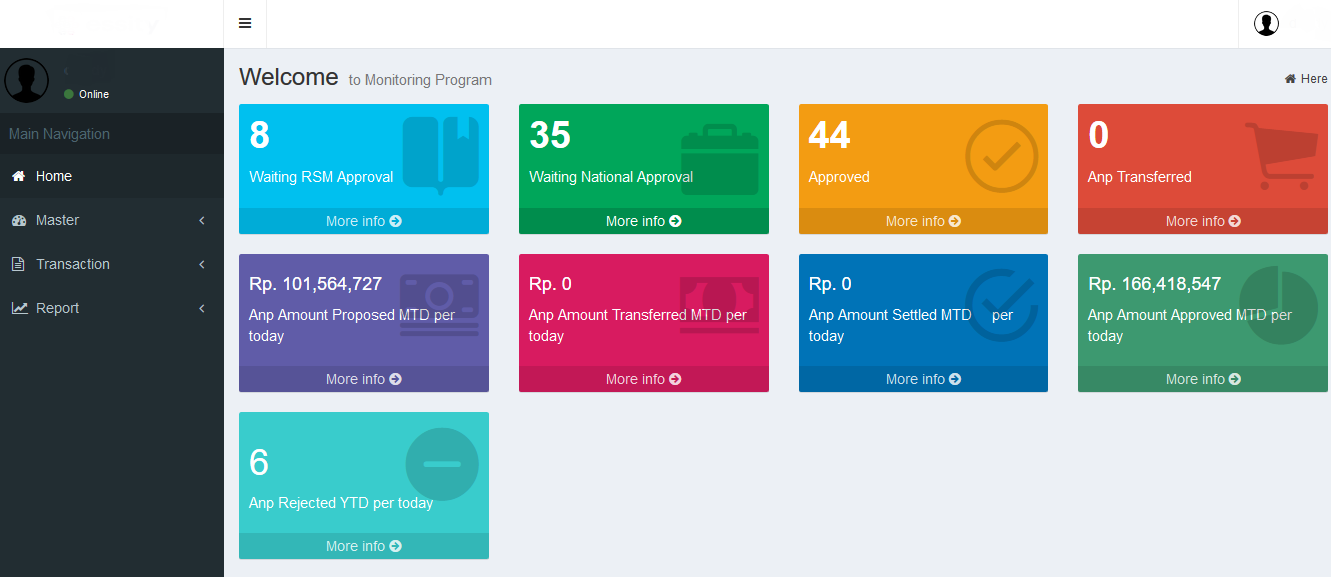 Online
Main Navigation
Home
Master
Transaction
Report
Welcome to Monitoring Program
Here
8
Waiting RSM Approval
More info
35
Waiting National Approval
More info
44
Approved
More info
0
Anp Transferred
More info
Rp. 101,564,727
Anp Amount Proposed MTD per
today
More info
Rp. 0
Anp Amount Transferred MTD per
today
More info
Rp. 0
Anp Amount Settled MTD per
today
More info
Rp. 166,418,547
Anp Amount Approved MTD per
today
More info
6
Anp Rejected YTD per today
More info